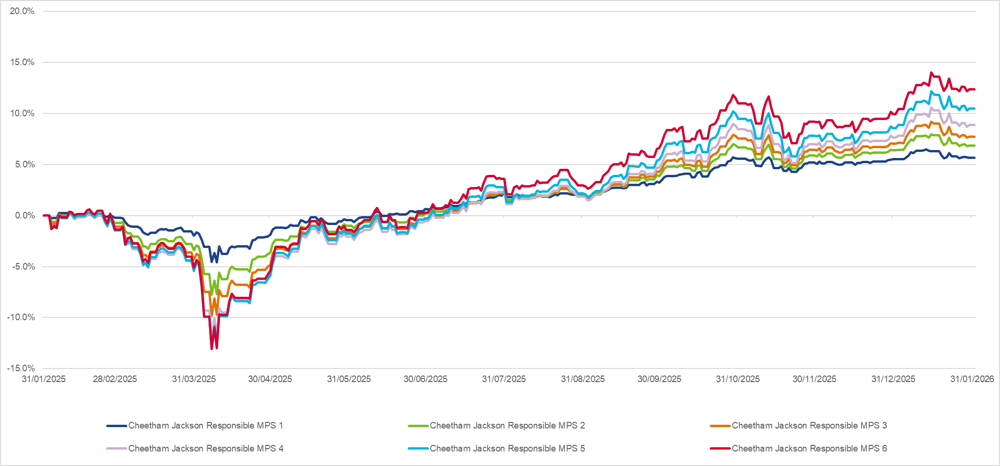 20.0%
15.0%
10.0%
5.0%
0.0%
-5.0%
-10.0%
-15.0%
31/01/2025 28/02/2025 31/03/2025 30/04/2025 31/05/2025 30/06/2025 31/07/2025 31/08/2025 30/09/2025 31/10/2025 30/11/2025 31/12/2025 31/01/2026
Cheetham Jackson Responsible MPS 1 Cheetham Jackson Responsible MPS 2 Cheetham Jackson Responsible MPS 3
Cheetham Jackson Responsible MPS 4 Cheetham Jackson Responsible MPS 5 Cheetham Jackson Responsible MPS 6